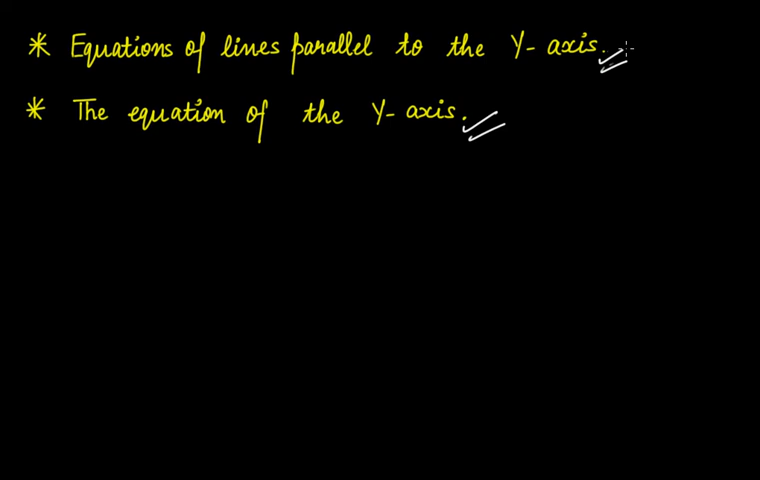 * Equations of lines parallel to the Y-axis.
* The equation of the Y-axis.